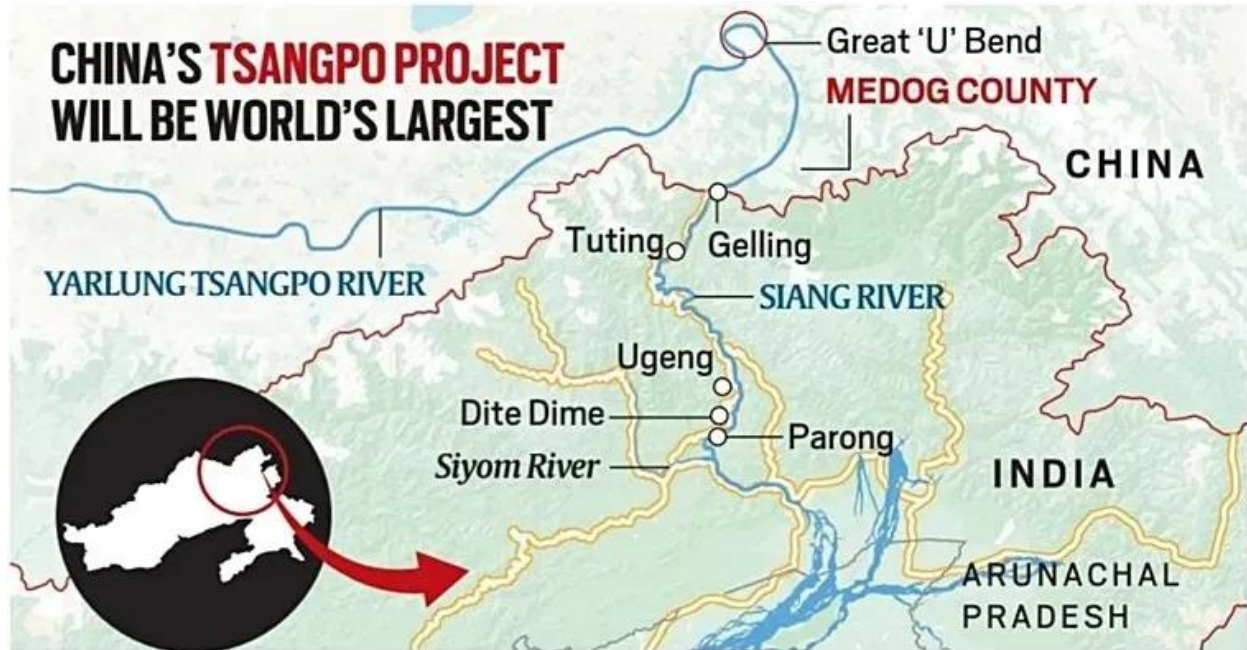 CHINA'S TSANGPO PROJECT
WILL BE WORLD'S LARGEST
Great 'U' Bend
MEDOG COUNTY
CHINA
Tuting
Gelling
YARLUNG TSANGPO RIVER
SIANG RIVER
Ugeng
Dite Dime
Parong
Siyom River
INDIA
ARUNACHAL
PRADESH